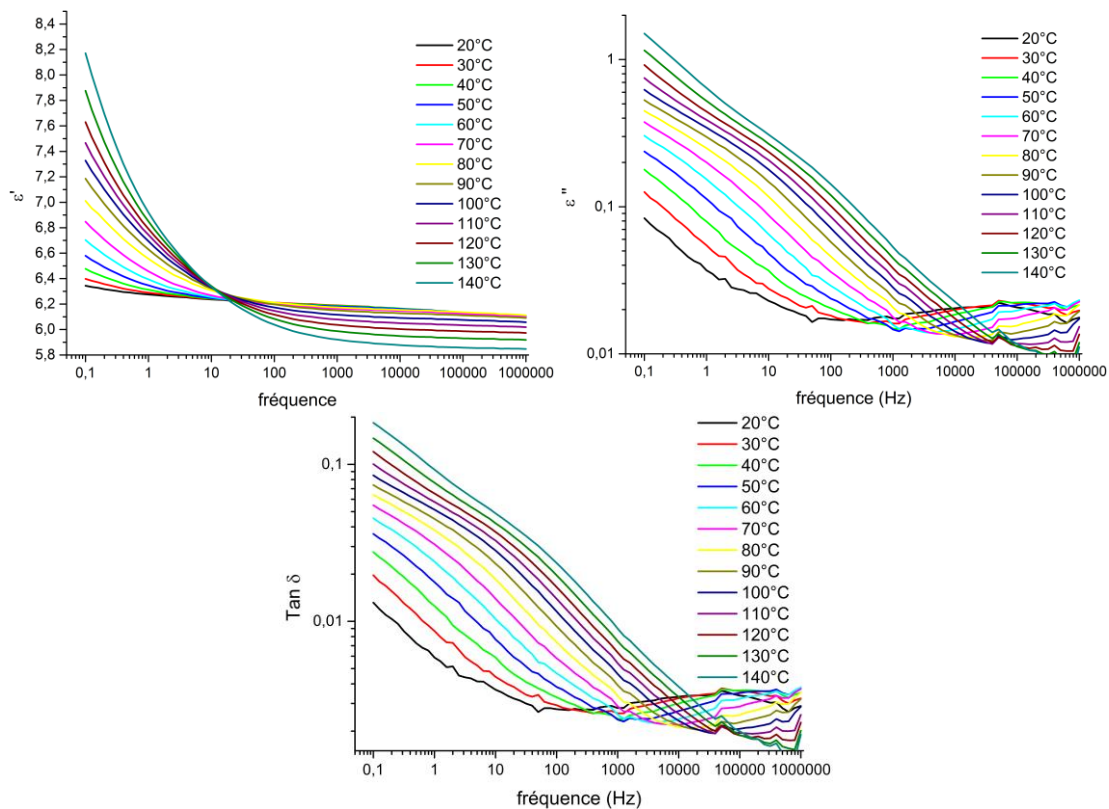 8,4
8,2
8,0
7,8
7,6
7,4
7,2
7,0
6,8
6,6
6,4
6,2
6,0
5,8
ε'
0,1 1 10 100 1000 10000 100000 1000000
fréquence
20°C
30°C
40°C
50°C
60°C
70°C
80°C
90°C
100°C
110°C
120°C
130°C
140°C
1
0,1
0,01
ε"
0,1 1 10 100 1000 10000 100000 1000000
fréquence (Hz)
20°C
30°C
40°C
50°C
60°C
70°C
80°C
90°C
100°C
110°C
120°C
130°C
140°C
0,1
0,01
Tan δ
0,1 1 10 100 1000 10000 100000 1000000
fréquence (Hz)
20°C
30°C
40°C
50°C
60°C
70°C
80°C
90°C
100°C
110°C
120°C
130°C
140°C